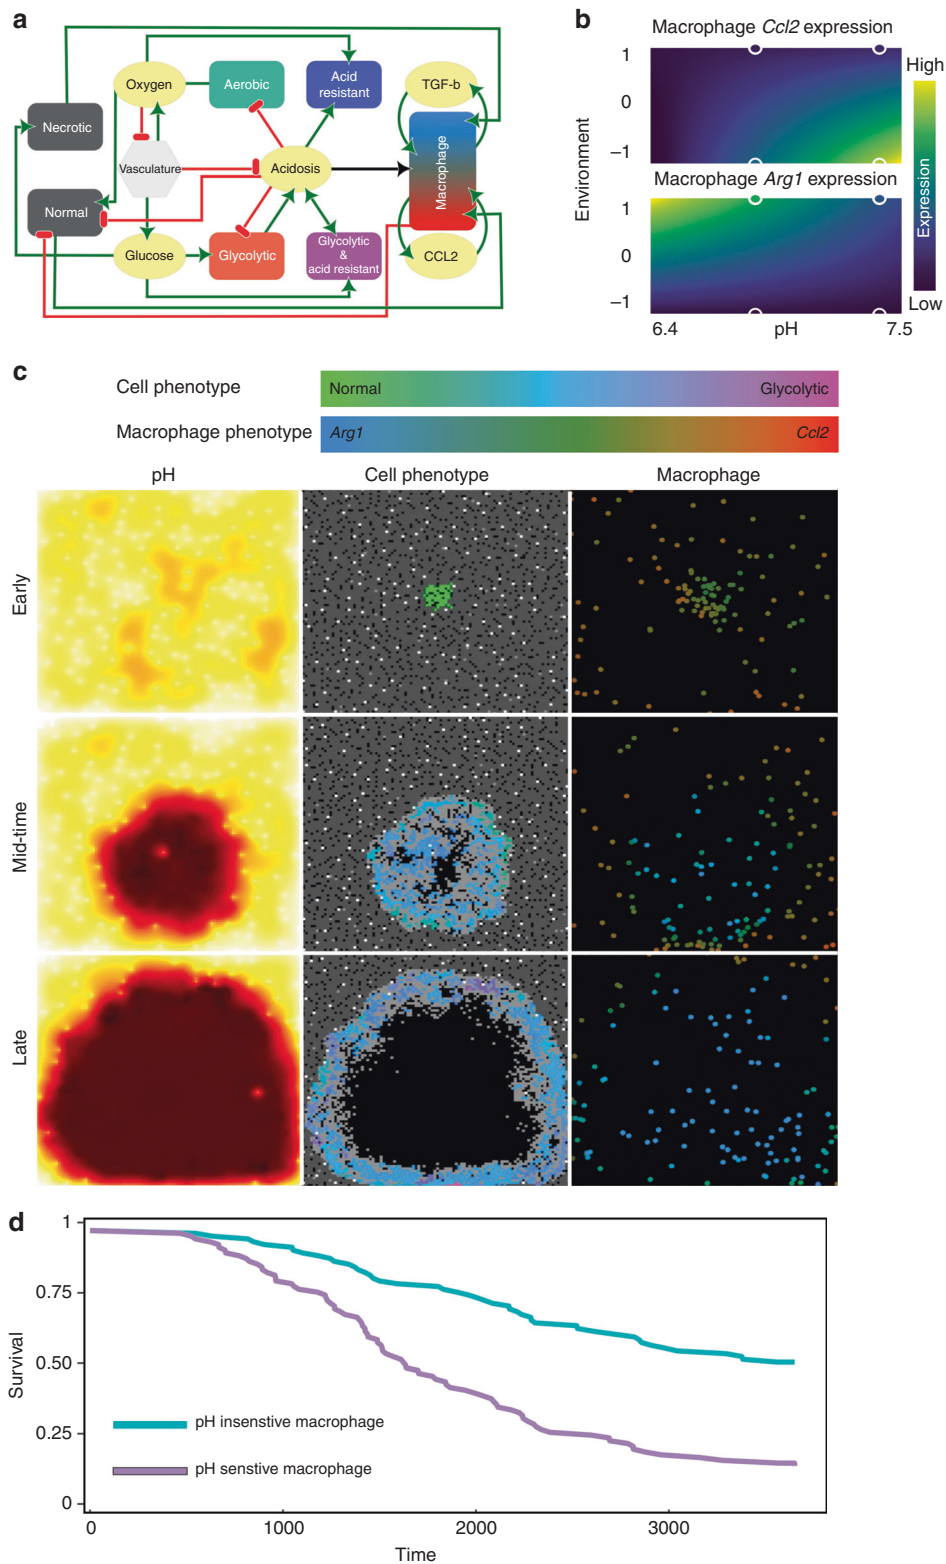 a
Oxygen
Aerobic
Acid
resistant
TGF-b
Necrotic
Vasculature
Acidosis
Macrophage
Normal
Glucose
Glycolytic
Glycolytic
&
acid resistant
CCL2
b
Macrophage Ccl2 expression
1
0
−1
Macrophage Arg1 expression
1
0
−1
Environment
6.4
pH
7.5
High
Expression
Low
c
Cell phenotype
Normal
Glycolytic
Macrophage phenotype
Arg1
Ccl2
pH
Cell phenotype
Macrophage
Early
Mid-time
Late
d
1
0.75
0.50
0.25
0
Survival
pH insenstive macrophage
pH senstive macrophage
0
1000
2000
3000
Time